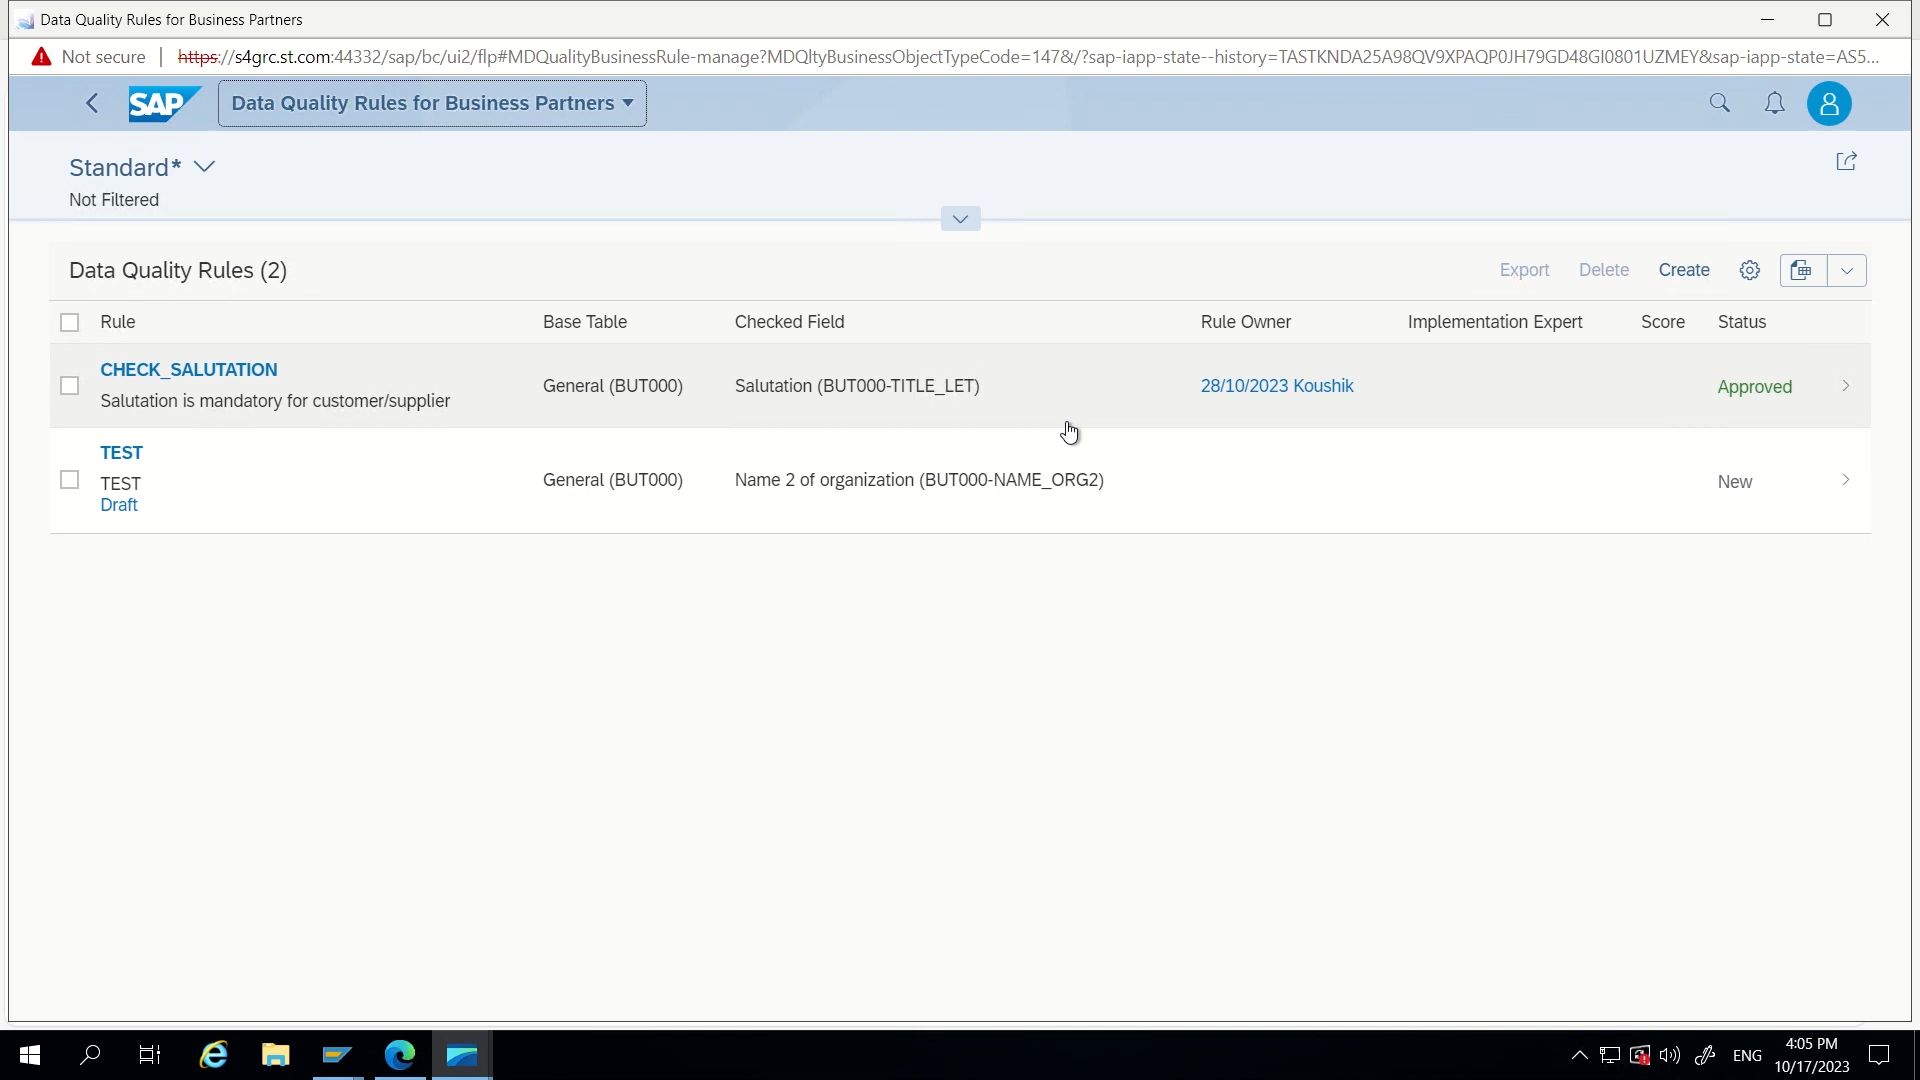 Data Quality Rules for Business Partners
Not secure | https://s4grc.st.com:44332/sap/bc/ui2/flp#MDQualityBusinessRule-manage?MDQltyBusinessObjectTypeCode=147&/?sap-iapp-state--history=TASTKNDA25A98QV9XPAQP0JH79GD48GI0801UZMEY&sap-iapp-state=AS5...
SAP Data Quality Rules for Business Partners
Standard*
Not Filtered
Data Quality Rules (2) Export Delete Create
Rule Base Table Checked Field Rule Owner Implementation Expert Score Status
CHECK_SALUTATION
Salutation is mandatory for customer/supplier General (BUT000) Salutation (BUT000-TITLE_LET) 28/10/2023 Koushik Approved
TEST
TEST General (BUT000) Name 2 of organization (BUT000-NAME_ORG2) New
Draft
ENG 4:05 PM
10/17/2023